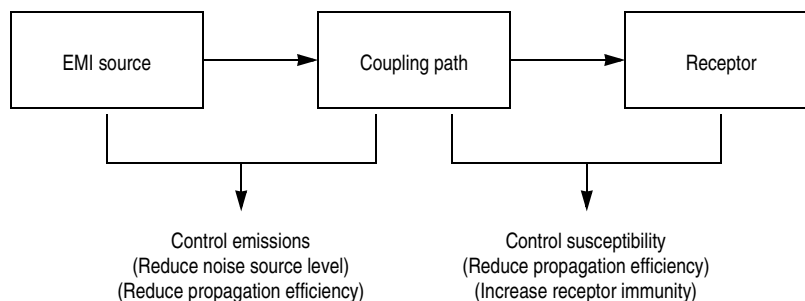 EMI source
Coupling path
Receptor
Control emissions
(Reduce noise source level)
(Reduce propagation efficiency)
Control susceptibility
(Reduce propagation efficiency)
(Increase receptor immunity)